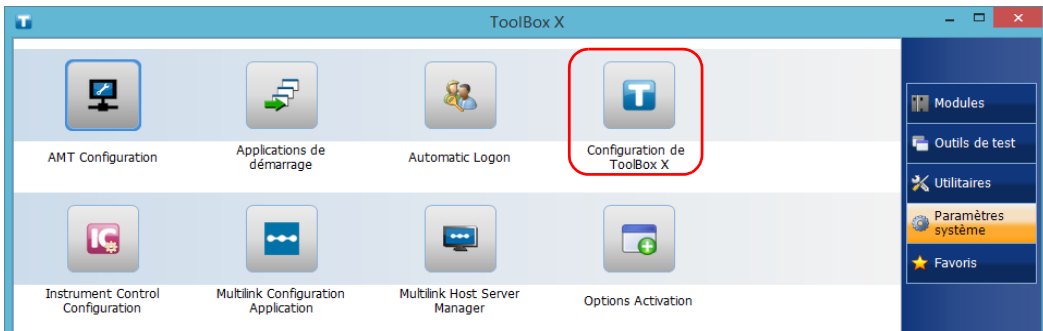 ToolBox X
AMT Configuration
Applications de
démarrage
Automatic Logon
Configuration de
ToolBox X
Instrument Control
Configuration
Multilink Configuration
Application
Multilink Host Server
Manager
Options Activation
Modules
Outils de test
Utilitaires
Paramètres
système
Favoris